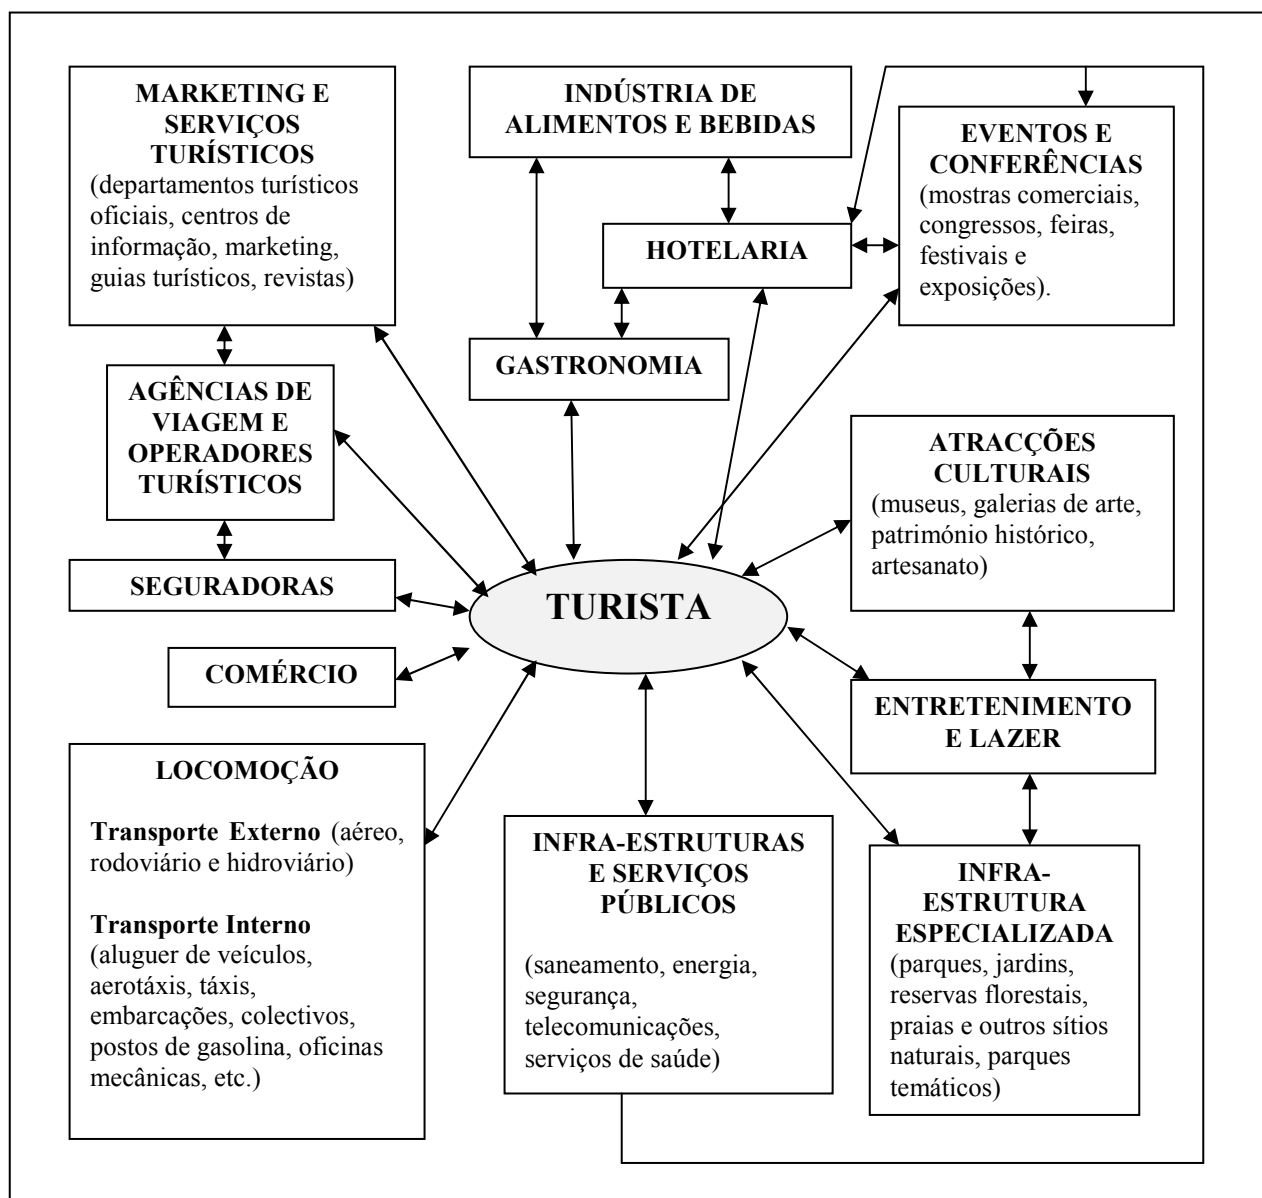 MARKETING E
SERVIÇOS
TURÍSTICOS
(departamentos turísticos
oficiais, centros de
informação, marketing,
guias turísticos, revistas)
INDÚSTRIA DE
ALIMENTOS E BEBIDAS
EVENTOS E
CONFERÊNCIAS
(mostras comerciais,
congressos, feiras,
festivais e
exposições).
HOTELARIA
GASTRONOMIA
AGÊNCIAS DE
VIAGEM E
OPERADORES
TURÍSTICOS
ATRACÇÕES
CULTURAIS
(museus, galerias de arte,
património histórico,
artesanato)
SEGURADORAS
TURISTA
COMÉRCIO
ENTRETENIMENTO
E LAZER
LOCOMOÇÃO
Transporte Externo (aéreo,
rodoviário e hidroviário)
Transporte Interno
(aluguer de veículos,
aerotáxis, táxis,
embarcações, colectivos,
postos de gasolina, oficinas
mecânicas, etc.)
INFRA-ESTRUTURAS
E SERVIÇOS
PÚBLICOS
(saneamento, energia,
segurança,
telecomunicações,
serviços de saúde)
INFRA-
ESTRUTURA
ESPECIALIZADA
(parques, jardins,
reservas florestais,
praias e outros sítios
naturais, parques
temáticos)